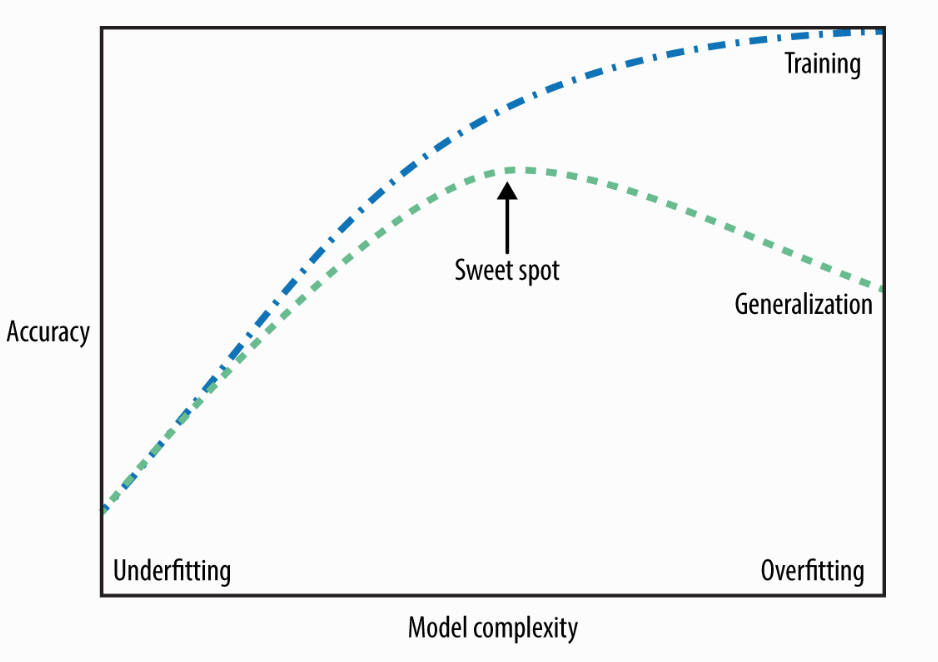 Training
Sweet spot
Generalization
Accuracy
Underfitting
Overfitting
Model complexity